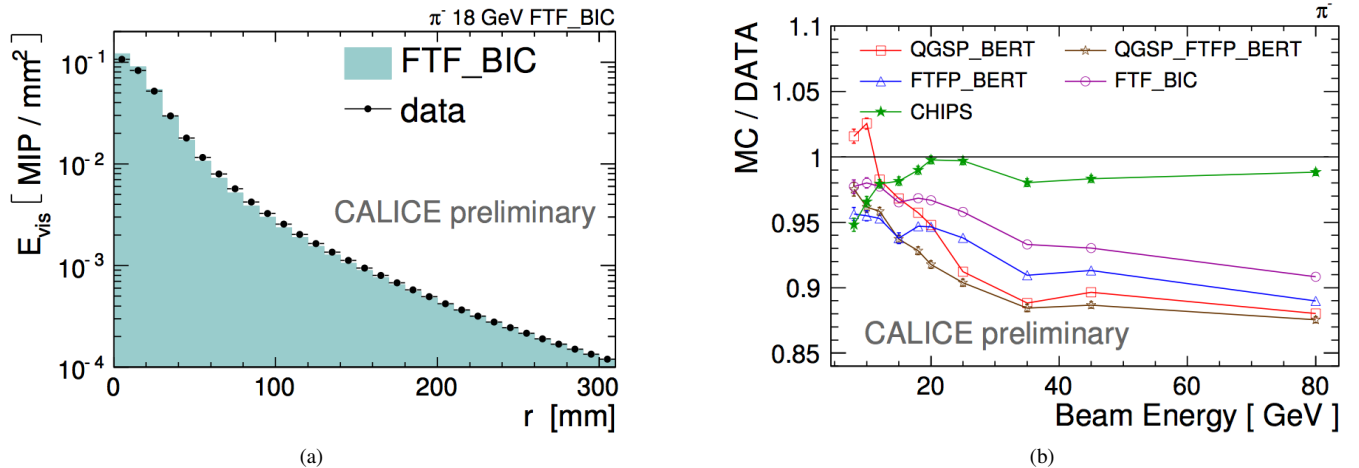 π⁻ 18 GeV FTF_BIC
E_vis [ MIP / mm² ]
10⁻¹
10⁻²
10⁻³
10⁻⁴
FTF_BIC
data
CALICE preliminary
0 100 200 300
r [mm]
(a)
π⁻
MC / DATA
1.1
1.05
1
0.95
0.9
0.85
QGSP_BERT QGSP_FTFP_BERT
FTFP_BERT FTF_BIC
CHIPS
CALICE preliminary
20 40 60 80
Beam Energy [ GeV ]
(b)